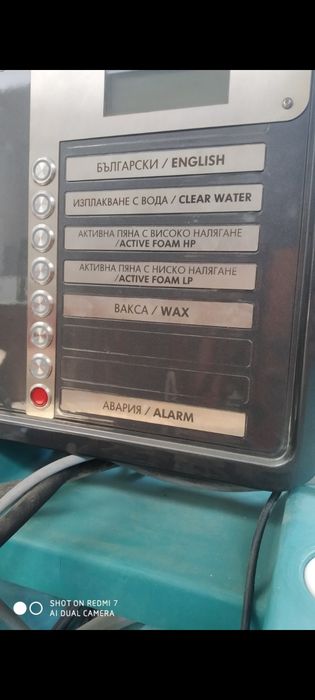 БЪЛГАРСКИ / ENGLISH
ИЗПЛАКВАНЕ С ВОДА / CLEAR WATER
АКТИВНА ПЯНА С ВИСОКО НАЛЯГАНЕ
/ACTIVE FOAM HP
АКТИВНА ПЯНА С НИСКО НАЛЯГАНЕ
/ACTIVE FOAM LP
ВАКСА / WAX
АВАРИЯ / ALARM
SHOT ON REDMI 7
AI DUAL CAMERA